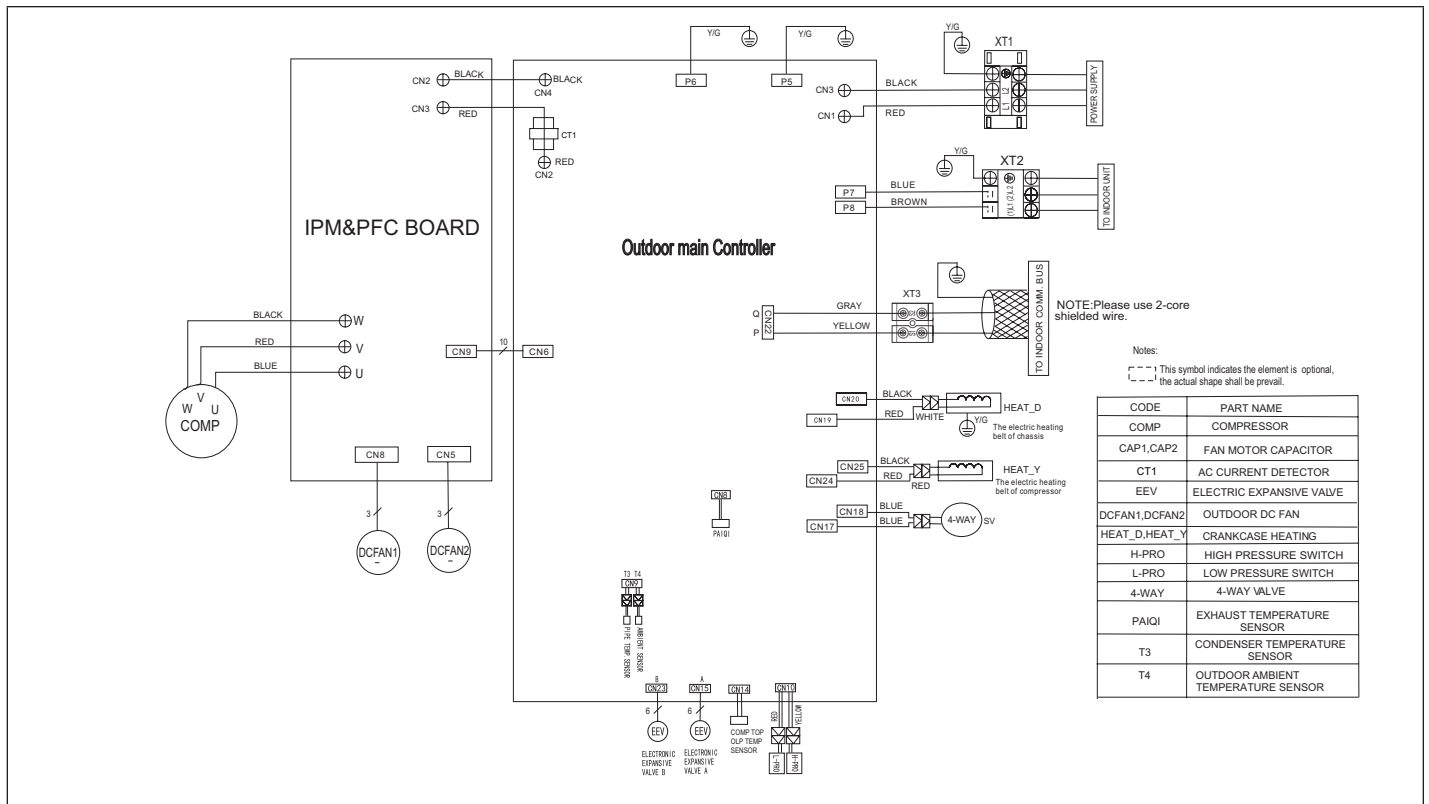 Y/G
Y/G
Y/G
XT1
P6
P5
CN2
BLACK
BLACK
CN4
CN3
BLACK
L2
L1
POWER SUPPLY
CN3
RED
CN1
RED
CT1
RED
CN2
Y/G
XT2
P7
BLUE
P8
BROWN
(1)L1 (2)L2
TO INDOOR UNIT
IPM&PFC BOARD
Outdoor main Controller
XT3
Q
CN22
P
GRAY
YELLOW
TO INDOOR COMM. BUS
NOTE:Please use 2-core
shielded wire.
BLACK
W
RED
V
BLUE
U
CN9
10
CN6
W
V
U
COMP
Notes:
This symbol indicates the element is optional,
the actual shape shall be prevail.
CN20
BLACK
CN19
RED
WHITE
HEAT_D
Y/G
The electric heating
belt of chassis
CN25
BLACK
CN24
RED
RED
HEAT_Y
The electric heating
belt of compressor
CN18
BLUE
CN17
BLUE
4-WAY
SV
CN8
CN5
3
3
DCFAN1
DCFAN2
CN8
PAIQI
T3 T4
CN9
PIPE TEMP SENSOR
AMBIENT SENSOR
B
CN23
6
EEV
ELECTRONIC
EXPANSIVE
VALVE B
A
CN15
6
EEV
ELECTRONIC
EXPANSIVE
VALVE A
CN14
COMP TOP
OLP TEMP
SENSOR
CN10
RED
YELLOW
L-PRO
H-PRO
CODE PART NAME
COMP COMPRESSOR
CAP1,CAP2 FAN MOTOR CAPACITOR
CT1 AC CURRENT DETECTOR
EEV ELECTRIC EXPANSIVE VALVE
DCFAN1,DCFAN2 OUTDOOR DC FAN
HEAT_D,HEAT_Y CRANKCASE HEATING
H-PRO HIGH PRESSURE SWITCH
L-PRO LOW PRESSURE SWITCH
4-WAY 4-WAY VALVE
PAIQI EXHAUST TEMPERATURE
SENSOR
T3 CONDENSER TEMPERATURE
SENSOR
T4 OUTDOOR AMBIENT
TEMPERATURE SENSOR